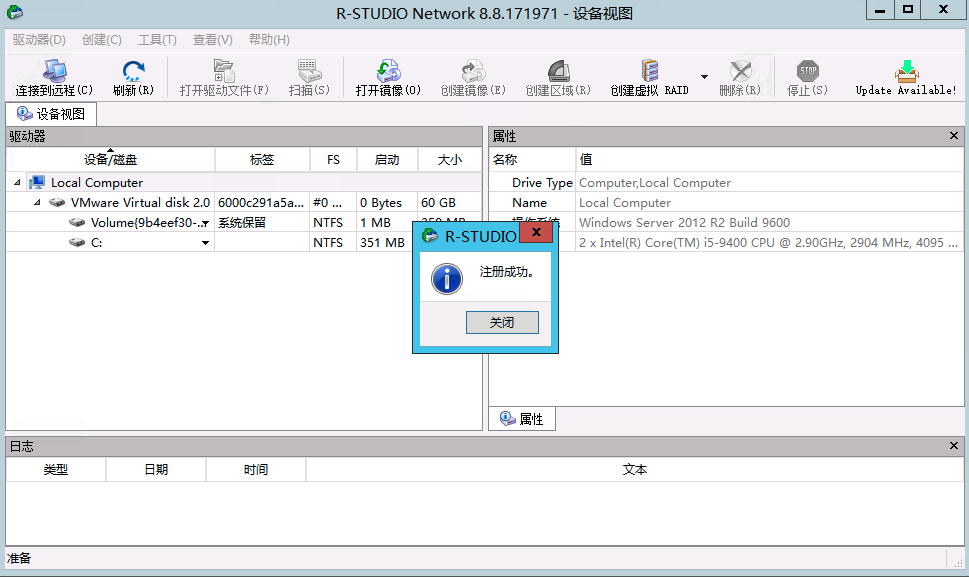 R-STUDIO Network 8.8.171971 - 设备视图
驱动器(D) 创建(C) 工具(T) 查看(V) 帮助(H)
连接到远程(C) 刷新(R) 打开驱动文件(F) 扫描(S) 打开镜像(O) 创建镜像(E) 创建区域(R) 创建虚拟 RAID 删除(R) 停止(S) Update Available!
设备视图
驱动器
设备/磁盘 标签 FS 启动 大小
Local Computer
VMware Virtual disk 2.0 6000c291a5a... #0 ... 0 Bytes 60 GB
Volume{9b4eef30-.. 系统保留 NTFS 1 MB 350 MB
C: NTFS 351 MB
属性
名称 值
Drive Type Computer,Local Computer
Name Local Computer
操作系统 Windows Server 2012 R2 Build 9600
2 x Intel(R) Core(TM) i5-9400 CPU @ 2.90GHz, 2904 MHz, 4095 ...
R-STUDIO
注册成功。
关闭
属性
日志
类型 日期 时间 文本
准备